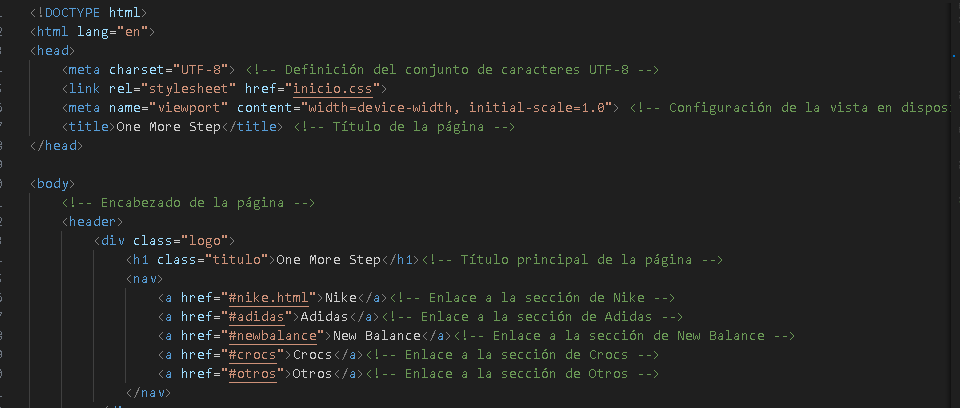 <!DOCTYPE html>
<html lang="en">
<head>
<meta charset="UTF-8"> <!-- Definición del conjunto de caracteres UTF-8 -->
<link rel="stylesheet" href="inicio.css">
<meta name="viewport" content="width=device-width, initial-scale=1.0"> <!-- Configuración de la vista en dispos
<title>One More Step</title> <!-- Título de la página -->
</head>
<body>
<!-- Encabezado de la página -->
<header>
<div class="logo">
<h1 class="titulo">One More Step</h1><!-- Título principal de la página -->
<nav>
<a href="#nike.html">Nike</a><!-- Enlace a la sección de Nike -->
<a href="#adidas">Adidas</a><!-- Enlace a la sección de Adidas -->
<a href="#newbalance">New Balance</a><!-- Enlace a la sección de New Balance -->
<a href="#crocs">Crocs</a><!-- Enlace a la sección de Crocs -->
<a href="#otros">Otros</a><!-- Enlace a la sección de Otros -->
</nav>